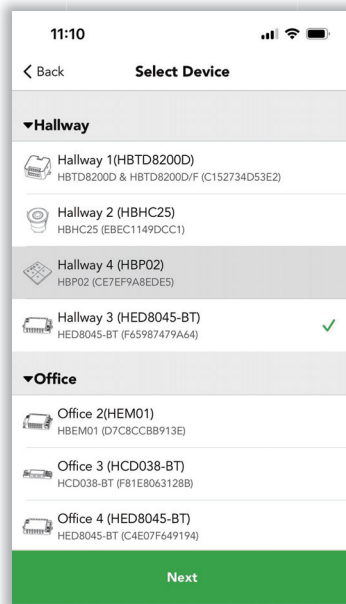 11:10
Back
Select Device
Hallway
Hallway 1(HBTD8200D)
HBTD8200D & HBTD8200D/F (C152734D53E2)
Hallway 2 (HBHC25)
HBHC25 (EBEC1149DCC1)
Hallway 4 (HBP02)
HBP02 (CE7EF9A8EDE5)
Hallway 3 (HED8045-BT)
HED8045-BT (F65987479A64)
Office
Office 2(HEM01)
HBEM01 (D7C8CCBB913E)
Office 3 (HCD038-BT)
HCD038-BT (F81E8063128B)
Office 4 (HED8045-BT)
HED8045-BT (C4E07F649194)
Next